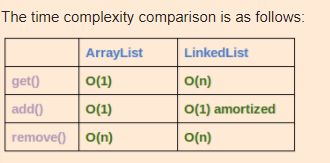 The time complexity comparison is as follows:
ArrayList LinkedList
get() O(1) O(n)
add() O(1) O(1) amortized
remove() O(n) O(n)